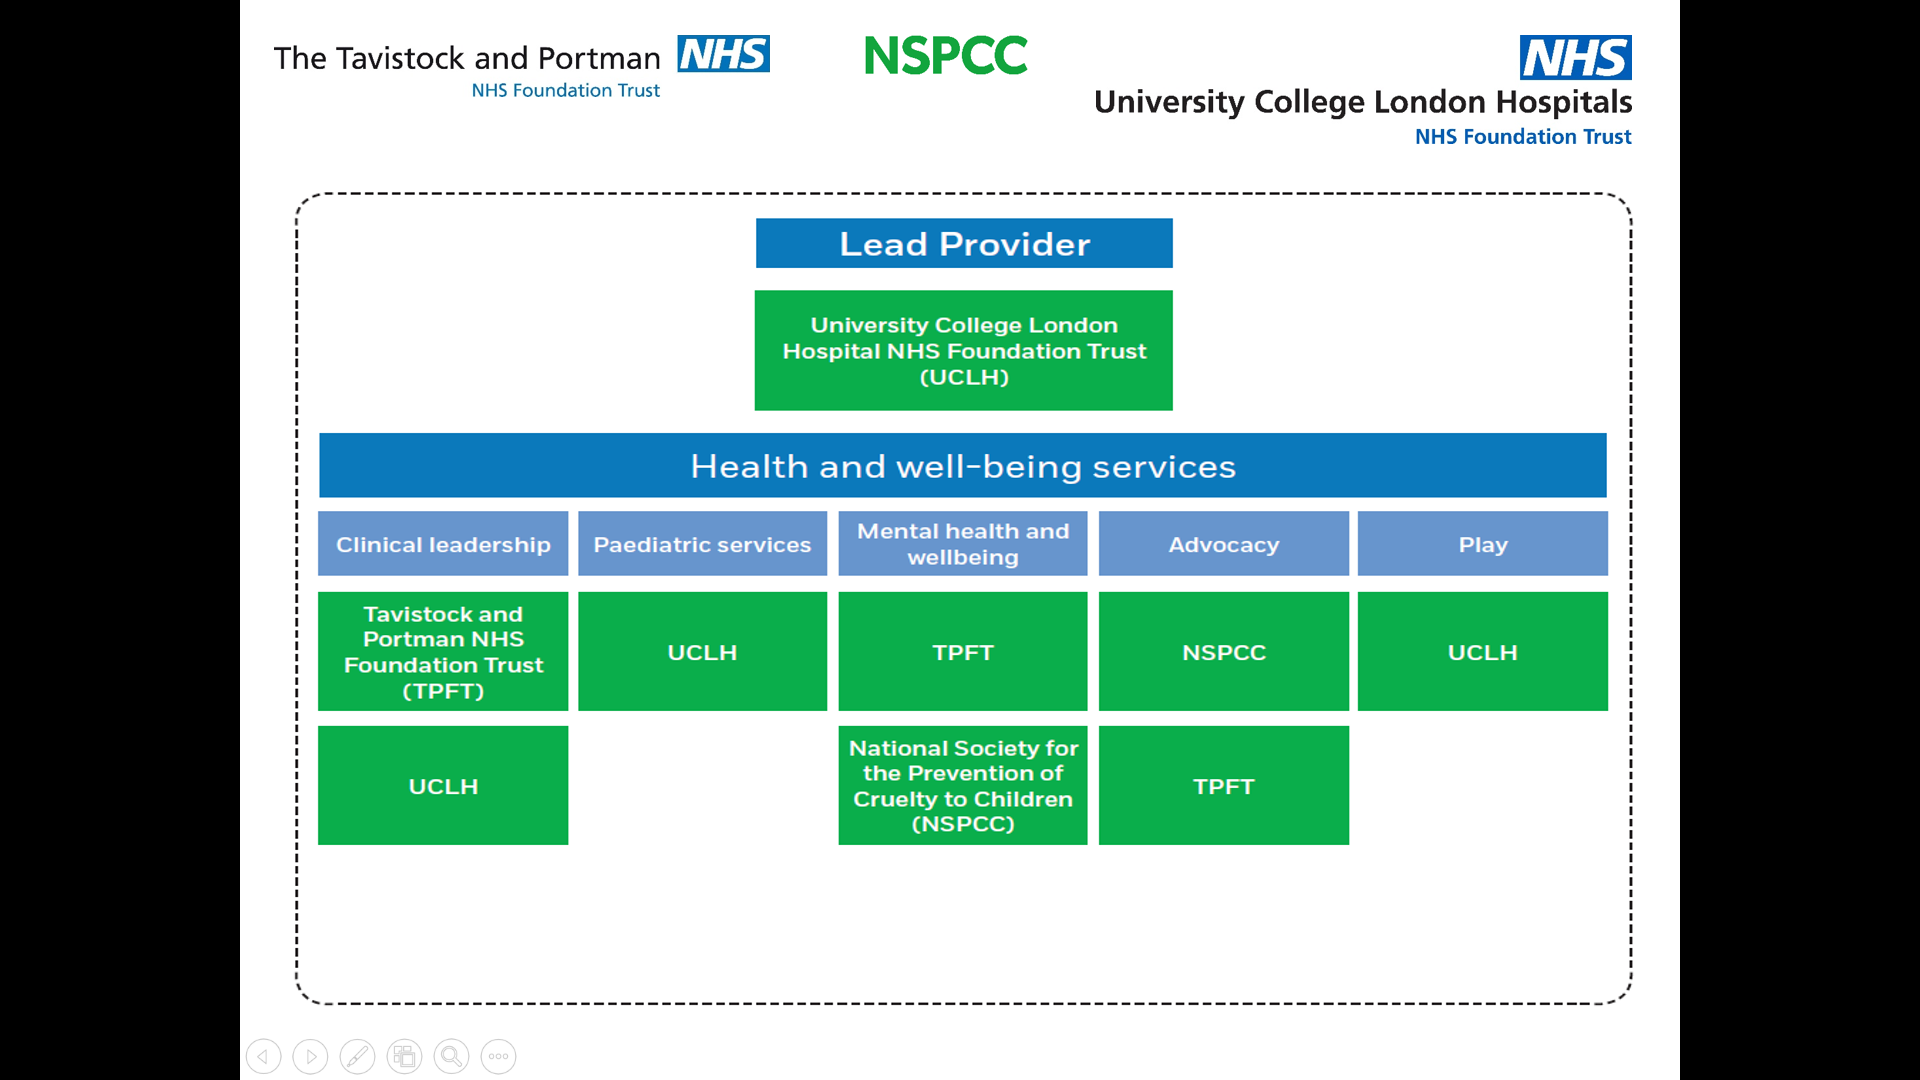 The Tavistock and Portman NHS
NHS Foundation Trust
NSPCC
NHS
University College London Hospitals
NHS Foundation Trust
Lead Provider
University College London
Hospital NHS Foundation Trust
(UCLH)
Health and well-being services
Clinical leadership
Paediatric services
Mental health and
wellbeing
Advocacy
Play
Tavistock and
Portman NHS
Foundation Trust
(TPFT)
UCLH
TPFT
NSPCC
UCLH
UCLH
National Society for
the Prevention of
Cruelty to Children
(NSPCC)
TPFT